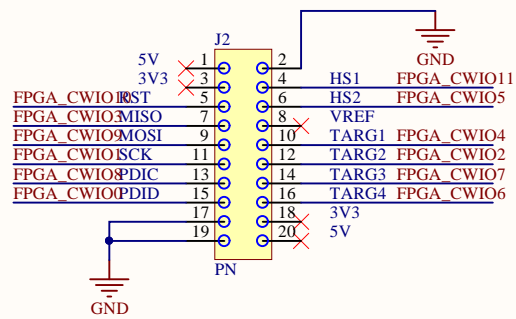 J2
5V 1 2 GND
3V3 3 4 HS1 FPGA_CWIO11
FPGA_CWIO10 RST 5 6 HS2 FPGA_CWIO5
FPGA_CWIO3 MISO 7 8 VREF
FPGA_CWIO9 MOSI 9 10 TARG1 FPGA_CWIO4
FPGA_CWIO1 SCK 11 12 TARG2 FPGA_CWIO2
FPGA_CWIO8 PDIC 13 14 TARG3 FPGA_CWIO7
FPGA_CWIO0 PDID 15 16 TARG4 FPGA_CWIO6
17 18 3V3
19 20 5V
PN
GND